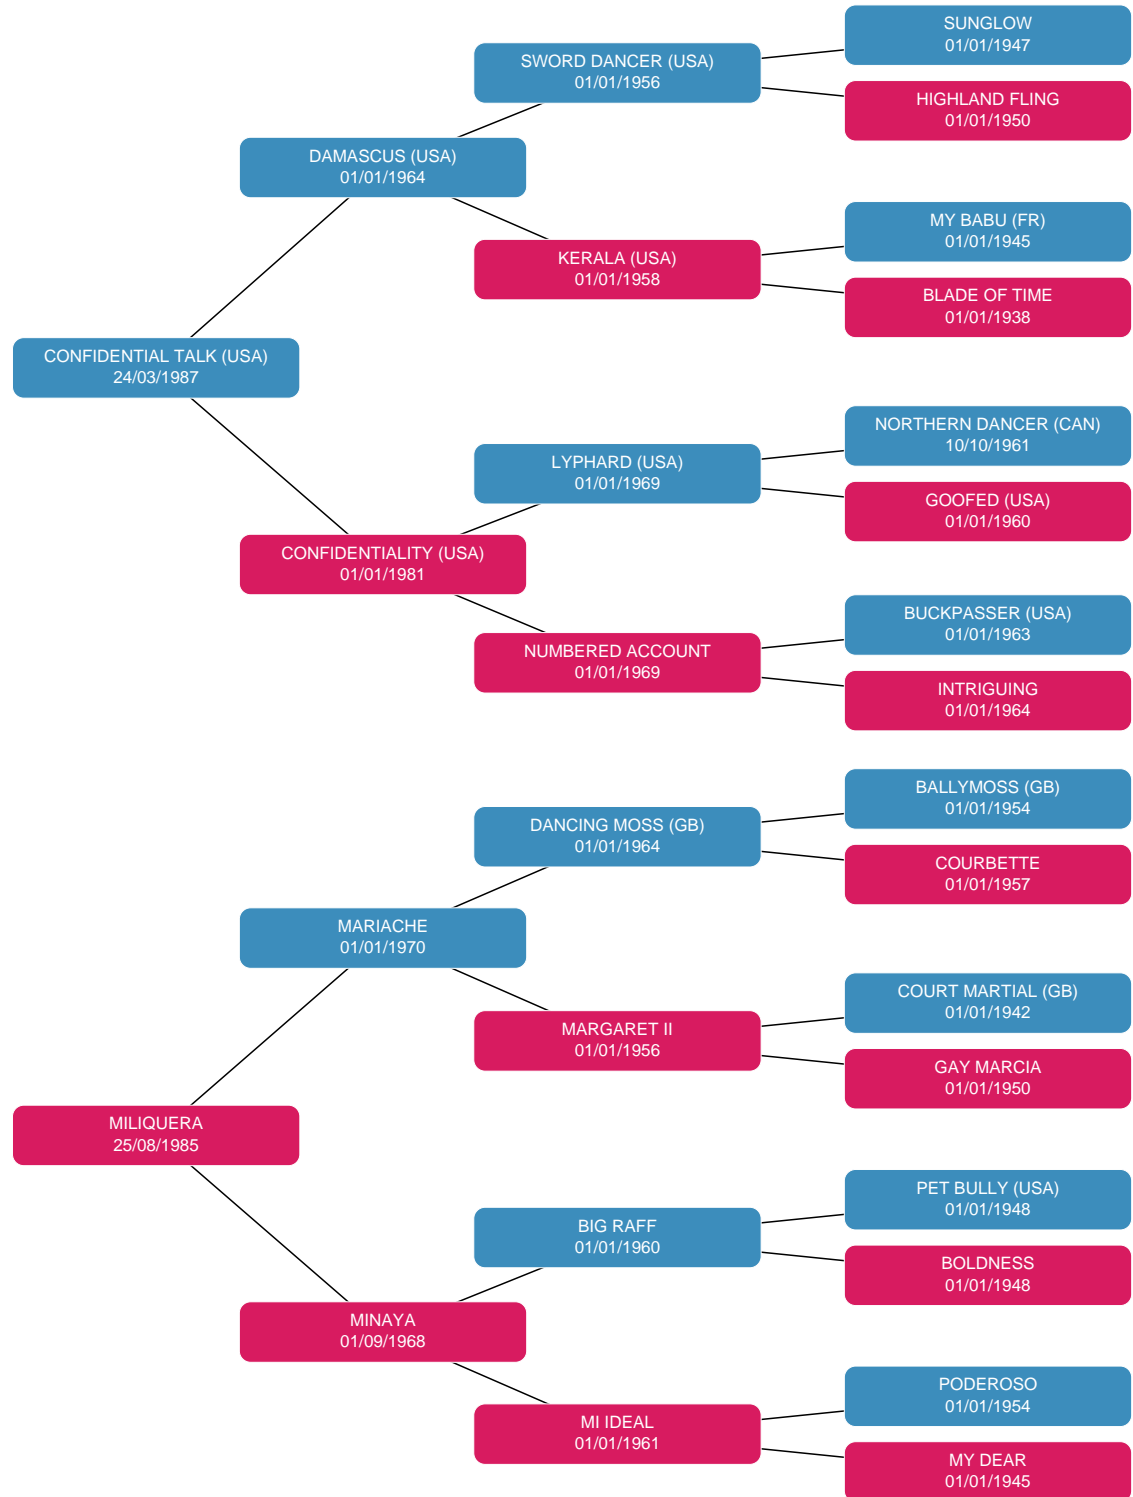 SUNGLOW
01/01/1947
SWORD DANCER (USA)
01/01/1956
HIGHLAND FLING
01/01/1950
DAMASCUS (USA)
01/01/1964
MY BABU (FR)
01/01/1945
KERALA (USA)
01/01/1958
BLADE OF TIME
01/01/1938
CONFIDENTIAL TALK (USA)
24/03/1987
NORTHERN DANCER (CAN)
10/10/1961
LYPHARD (USA)
01/01/1969
GOOFED (USA)
01/01/1960
CONFIDENTIALITY (USA)
01/01/1981
BUCKPASSER (USA)
01/01/1963
NUMBERED ACCOUNT
01/01/1969
INTRIGUING
01/01/1964
BALLYMOSS (GB)
01/01/1954
DANCING MOSS (GB)
01/01/1964
COURBETTE
01/01/1957
MARIACHE
01/01/1970
COURT MARTIAL (GB)
01/01/1942
MARGARET II
01/01/1956
GAY MARCIA
01/01/1950
MILIQUERA
25/08/1985
PET BULLY (USA)
01/01/1948
BIG RAFF
01/01/1960
BOLDNESS
01/01/1948
MINAYA
01/09/1968
PODEROSO
01/01/1954
MI IDEAL
01/01/1961
MY DEAR
01/01/1945